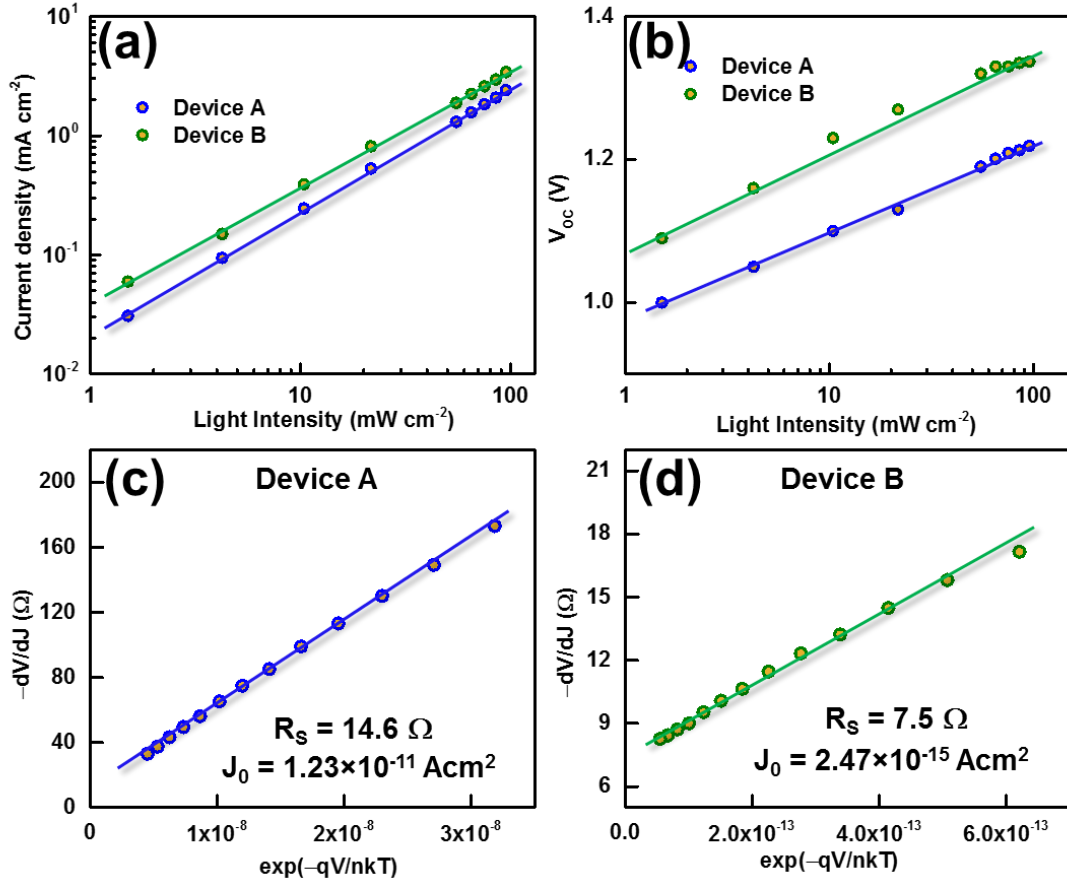 (a)
Current density (mA cm-2)
10^1
10^0
10^-1
10^-2
Device A
Device B
1
10
100
Light Intensity (mW cm-2)
(b)
VOC (V)
1.4
1.2
1.0
Device A
Device B
1
10
100
Light Intensity (mW cm-2)
(c)
Device A
−dV/dJ (Ω)
200
160
120
80
40
0
RS = 14.6 Ω
J0 = 1.23×10-11 Acm2
0
1x10-8
2x10-8
3x10-8
exp(−qV/nkT)
(d)
Device B
−dV/dJ (Ω)
21
18
15
12
9
6
RS = 7.5 Ω
J0 = 2.47×10-15 Acm2
0.0
2.0x10-13
4.0x10-13
6.0x10-13
exp(−qV/nkT)